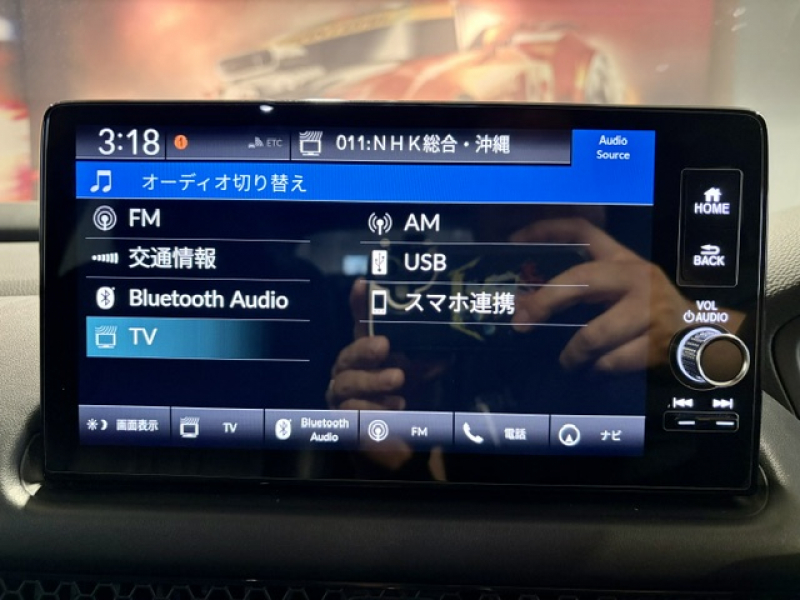 3:18 1 ETC 011:NHK総合・沖縄 Audio
Source
オーディオ切り替え
FM AM
交通情報 USB
Bluetooth Audio スマホ連携
TV
画面表示 TV Bluetooth
Audio FM 電話 ナビ
HOME
BACK
VOL
AUDIO